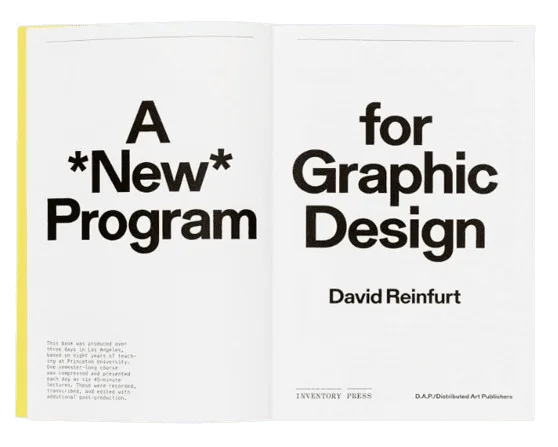 A
*New*
Program
This book was produced over
three days in Los Angeles,
based on eight years of teach-
ing at Princeton University.
One semester-long course
was compressed and presented
each day as six 45-minute
lectures. These were recorded,
transcribed, and edited with
additional post-production.
for
Graphic
Design
David Reinfurt
INVENTORY PRESS
D.A.P./Distributed Art Publishers